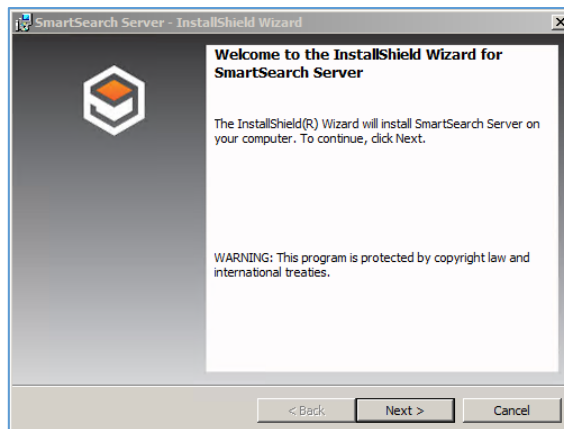 SmartSearch Server - InstallShield Wizard
Welcome to the InstallShield Wizard for
SmartSearch Server
The InstallShield(R) Wizard will install SmartSearch Server on
your computer. To continue, click Next.
WARNING: This program is protected by copyright law and
international treaties.
< Back
Next >
Cancel